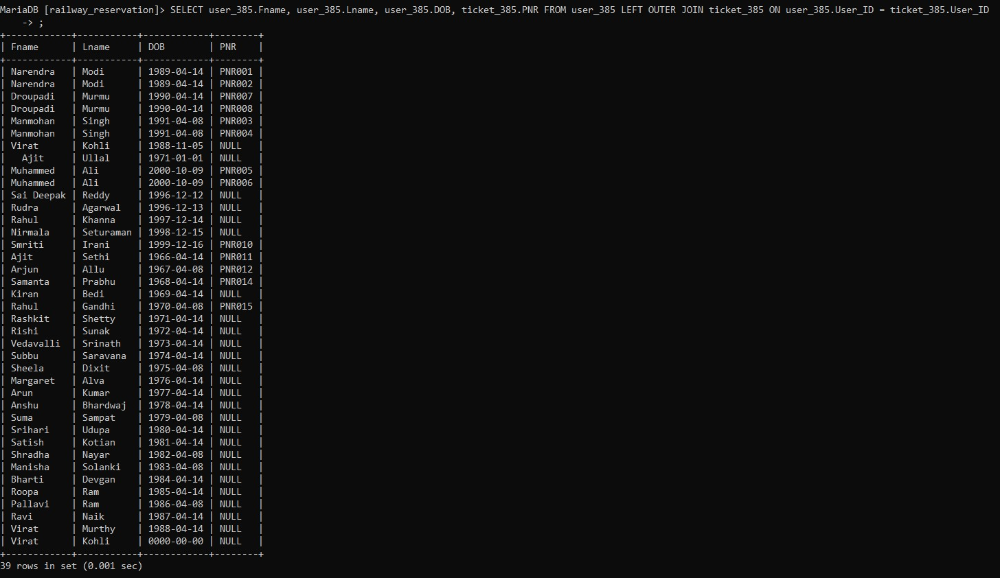 MariaDB [railway_reservation]> SELECT user_385.Fname, user_385.Lname, user_385.DOB, ticket_385.PNR FROM user_385 LEFT OUTER JOIN ticket_385 ON user_385.User_ID = ticket_385.User_ID
    -> ;
+------------+-----------+------------+--------+
| Fname      | Lname     | DOB        | PNR    |
+------------+-----------+------------+--------+
| Narendra   | Modi      | 1989-04-14 | PNR001 |
| Narendra   | Modi      | 1989-04-14 | PNR002 |
| Droupadi   | Murmu     | 1990-04-14 | PNR007 |
| Droupadi   | Murmu     | 1990-04-14 | PNR008 |
| Manmohan   | Singh     | 1991-04-08 | PNR003 |
| Manmohan   | Singh     | 1991-04-08 | PNR004 |
| Virat      | Kohli     | 1988-11-05 | NULL   |
|   Ajit     | Ullal     | 1971-01-01 | NULL   |
| Muhammed   | Ali       | 2000-10-09 | PNR005 |
| Muhammed   | Ali       | 2000-10-09 | PNR006 |
| Sai Deepak | Reddy     | 1996-12-12 | NULL   |
| Rudra      | Agarwal   | 1996-12-13 | NULL   |
| Rahul      | Khanna    | 1997-12-14 | NULL   |
| Nirmala    | Seturaman | 1998-12-15 | NULL   |
| Smriti     | Irani     | 1999-12-16 | PNR010 |
| Ajit       | Sethi     | 1966-04-14 | PNR011 |
| Arjun      | Allu      | 1967-04-08 | PNR012 |
| Samanta    | Prabhu    | 1968-04-14 | PNR014 |
| Kiran      | Bedi      | 1969-04-14 | NULL   |
| Rahul      | Gandhi    | 1970-04-08 | PNR015 |
| Rashkit    | Shetty    | 1971-04-14 | NULL   |
| Rishi      | Sunak     | 1972-04-14 | NULL   |
| Vedavalli  | Srinath   | 1973-04-14 | NULL   |
| Subbu      | Saravana  | 1974-04-14 | NULL   |
| Sheela     | Dixit     | 1975-04-08 | NULL   |
| Margaret   | Alva      | 1976-04-14 | NULL   |
| Arun       | Kumar     | 1977-04-14 | NULL   |
| Anshu      | Bhardwaj  | 1978-04-14 | NULL   |
| Suma       | Sampat    | 1979-04-08 | NULL   |
| Srihari    | Udupa     | 1980-04-14 | NULL   |
| Satish     | Kotian    | 1981-04-14 | NULL   |
| Shradha    | Nayar     | 1982-04-08 | NULL   |
| Manisha    | Solanki   | 1983-04-08 | NULL   |
| Bharti     | Devgan    | 1984-04-14 | NULL   |
| Roopa      | Ram       | 1985-04-14 | NULL   |
| Pallavi    | Ram       | 1986-04-08 | NULL   |
| Ravi       | Naik      | 1987-04-14 | NULL   |
| Virat      | Murthy    | 1988-04-14 | NULL   |
| Virat      | Kohli     | 0000-00-00 | NULL   |
+------------+-----------+------------+--------+
39 rows in set (0.001 sec)